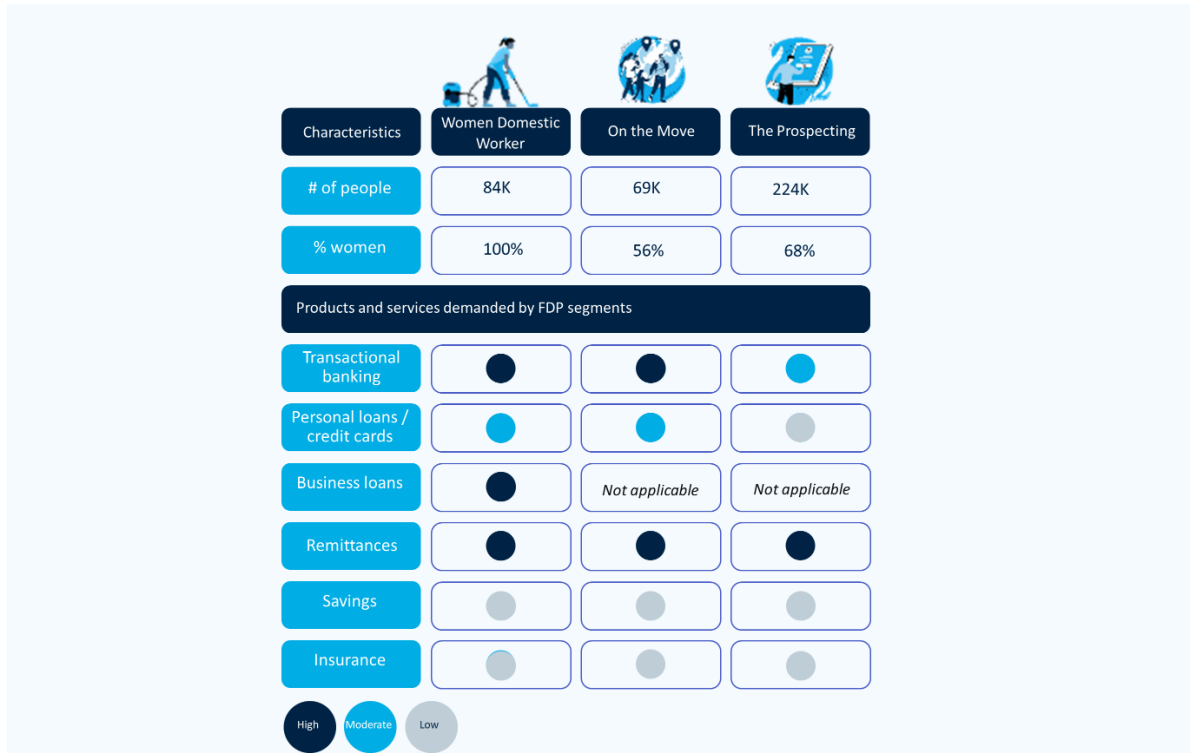 Characteristics
Women Domestic
Worker
On the Move
The Prospecting
# of people
84K
69K
224K
% women
100%
56%
68%
Products and services demanded by FDP segments
Transactional
banking
Personal loans /
credit cards
Business loans
Not applicable
Not applicable
Remittances
Savings
Insurance
High
Moderate
Low